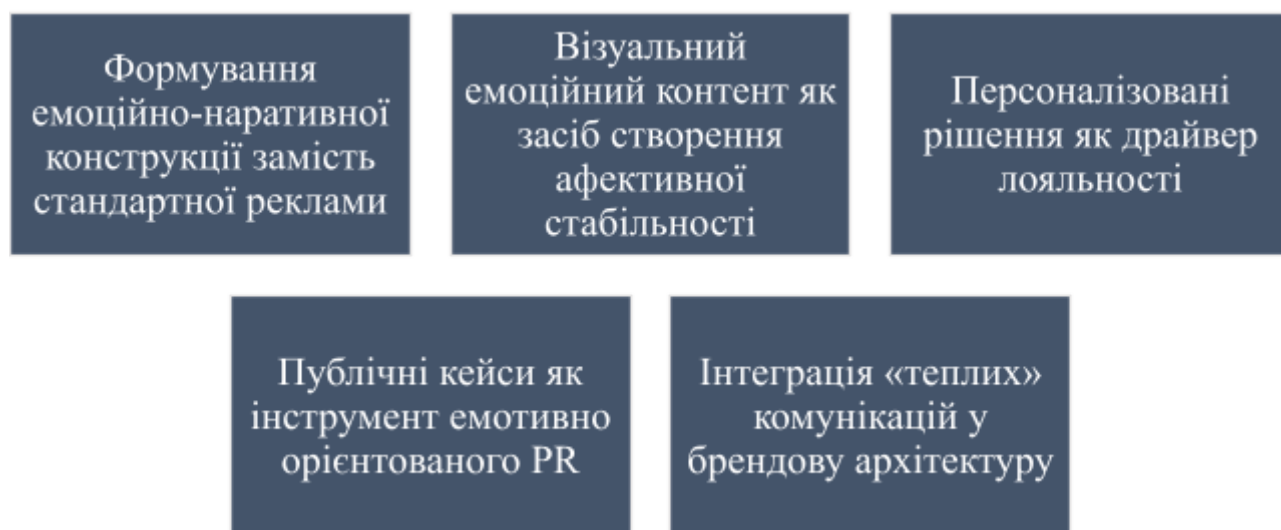 Формування
емоційно-наративної
конструкції замість
стандартної реклами
Візуальний
емоційний контент як
засіб створення
афективної
стабільності
Персоналізовані
рішення як драйвер
лояльності
Публічні кейси як
інструмент емотивно
орієнтованого PR
Інтеграція «теплих»
комунікацій у
брендову архітектуру